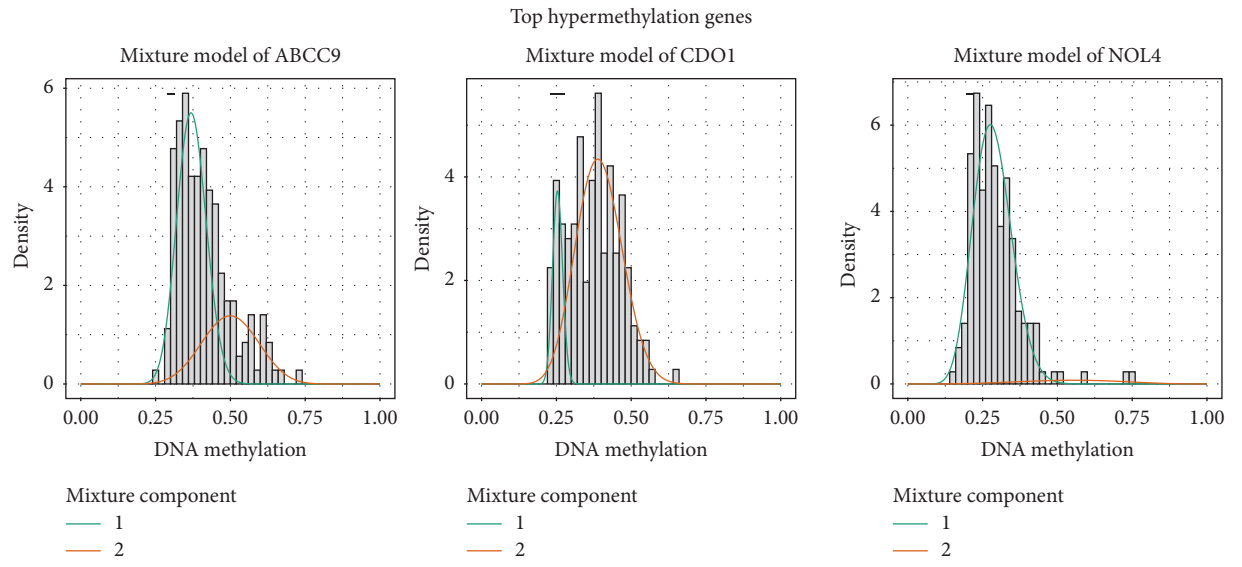 Top hypermethylation genes
Mixture model of ABCC9
Density
6
4
2
0
0.00 0.25 0.50 0.75 1.00
DNA methylation
Mixture component
1
2
Mixture model of CDO1
Density
4
2
0
0.00 0.25 0.50 0.75 1.00
DNA methylation
Mixture component
1
2
Mixture model of NOL4
Density
6
4
2
0
0.00 0.25 0.50 0.75 1.00
DNA methylation
Mixture component
1
2